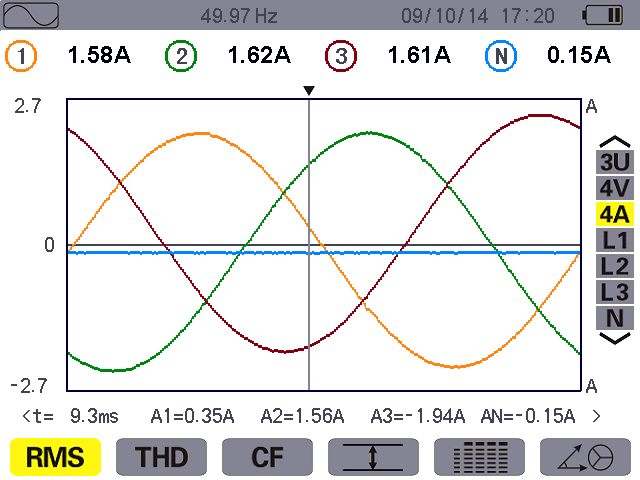 49.97 Hz 09/10/14 17:20
1 1.58A 2 1.62A 3 1.61A N 0.15A
2.7 A
3U
4V
4A
0 L1
L2
L3
N
-2.7 A
<t= 9.3ms A1=0.35A A2=1.56A A3=-1.94A AN=-0.15A >
RMS THD CF